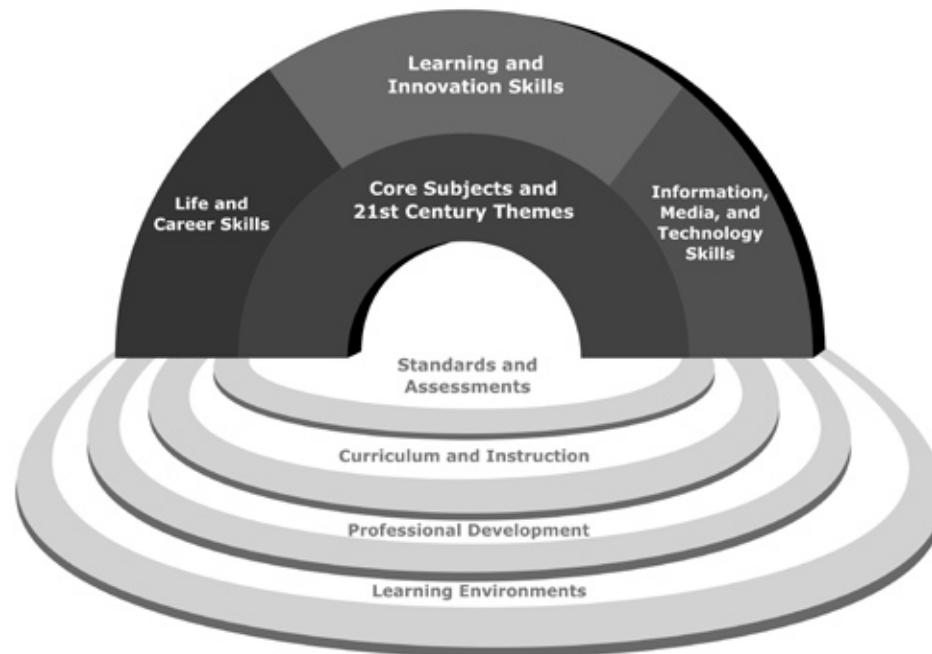 Learning and
Innovation Skills
Life and
Career Skills
Core Subjects and
21st Century Themes
Information,
Media, and
Technology
Skills
Standards and
Assessments
Curriculum and Instruction
Professional Development
Learning Environments